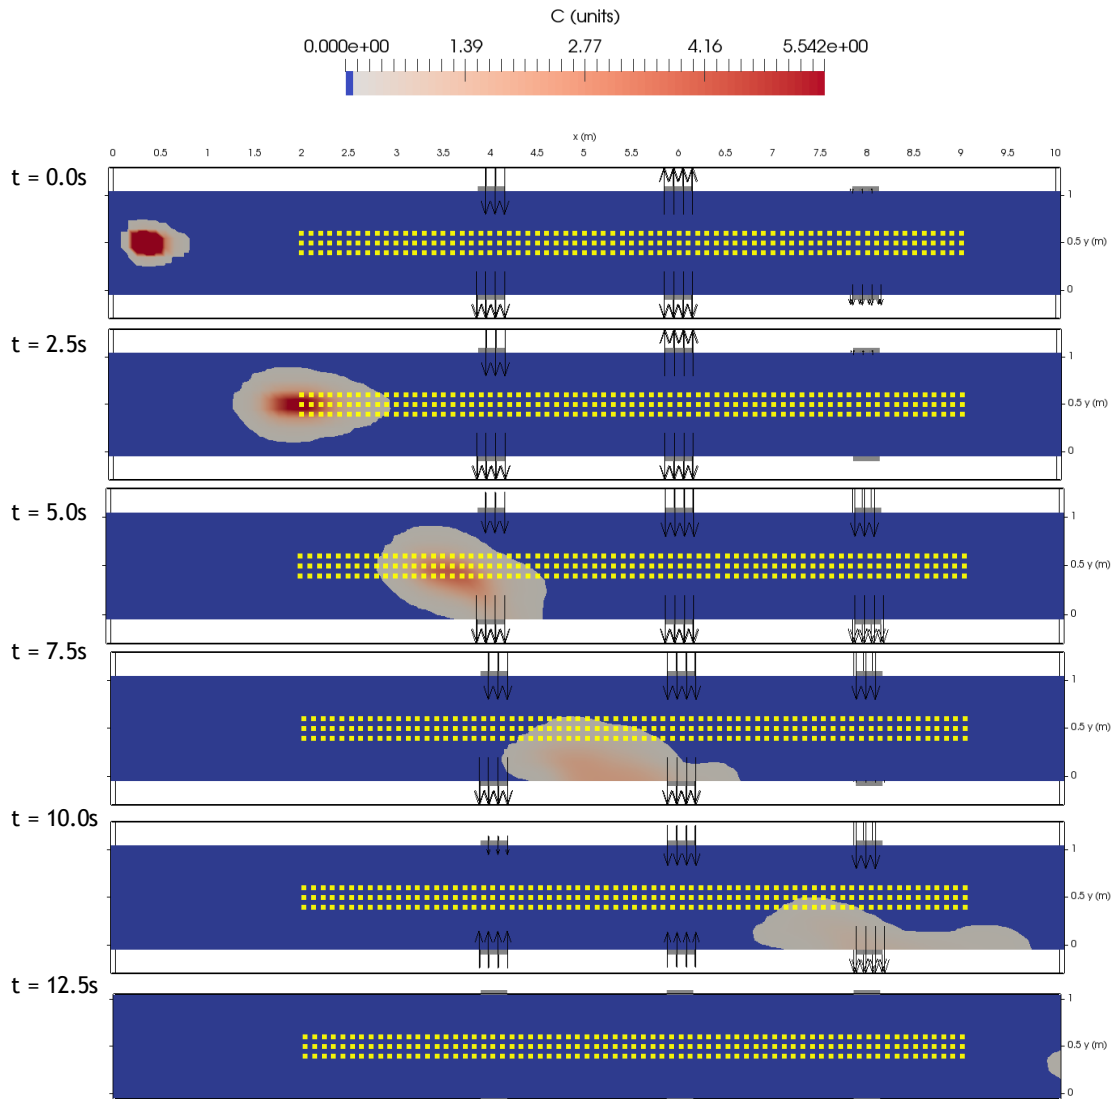 C (units)
0.000e+00 1.39 2.77 4.16 5.542e+00
x (m)
0 0.5 1 1.5 2 2.5 3 3.5 4 4.5 5 5.5 6 6.5 7 7.5 8 8.5 9 9.5 10
t = 0.0s
1
0.5 y (m)
0
t = 2.5s
1
0.5 y (m)
0
t = 5.0s
1
0.5 y (m)
0
t = 7.5s
1
0.5 y (m)
0
t = 10.0s
1
0.5 y (m)
0
t = 12.5s
1
0.5 y (m)
0